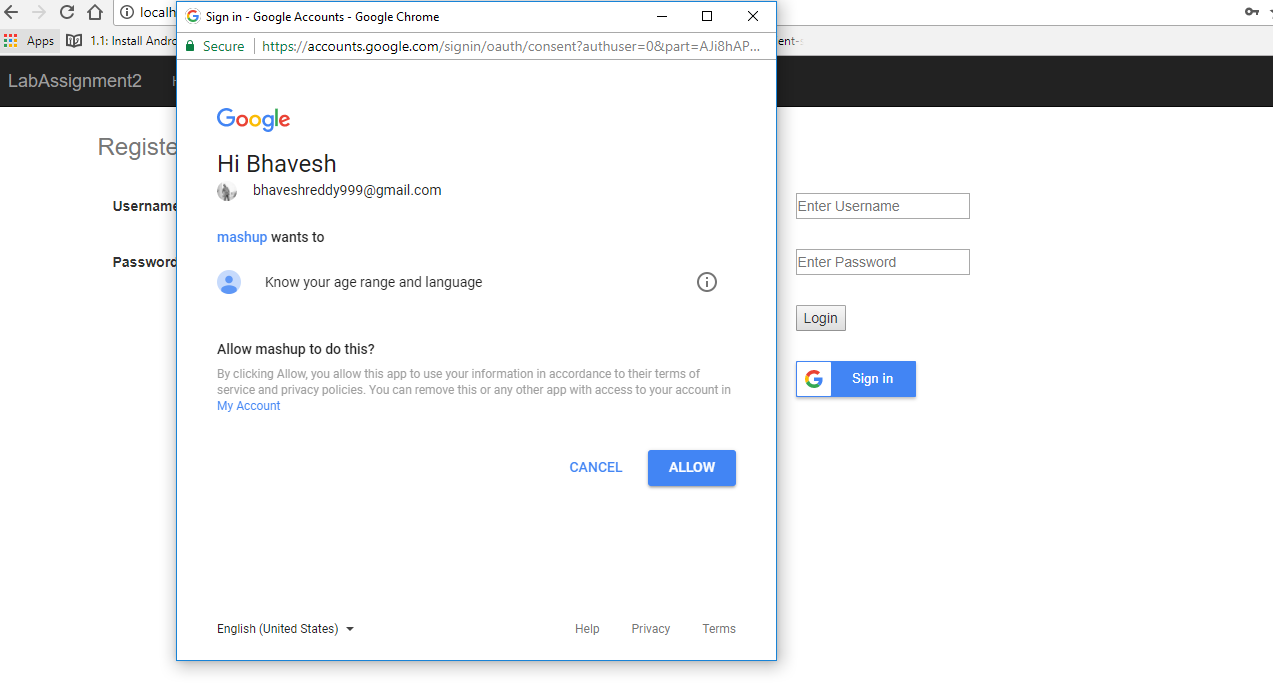 Sign in - Google Accounts - Google Chrome
Apps
1.1: Install
Secure
https://accounts.google.com/signin/oauth/consent?authuser=0&part=AJi8hAP...
LabAssignment2
Google
Hi Bhavesh
bhaveshreddy999@gmail.com
mashup wants to
Know your age range and language
Allow mashup to do this?
By clicking Allow, you allow this app to use your information in accordance to their terms of
service and privacy policies. You can remove this or any other app with access to your account in
My Account
CANCEL
ALLOW
English (United States)
Help
Privacy
Terms
Username
Password
Enter Username
Enter Password
Login
Sign in